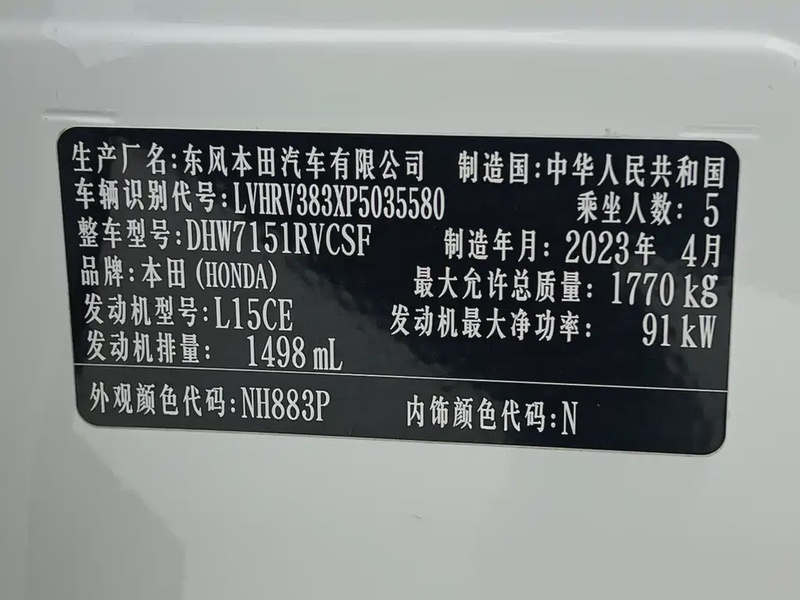 生产厂名:东风本田汽车有限公司 制造国:中华人民共和国
车辆识别代号:LVHRV383XP5035580 乘坐人数: 5
整车型号:DHW7151RVCSF 制造年月: 2023年 4月
品牌:本田(HONDA) 最大允许总质量: 1770 kg
发动机型号:L15CE 发动机最大净功率: 91 kW
发动机排量: 1498 mL
外观颜色代码:NH883P 内饰颜色代码:N